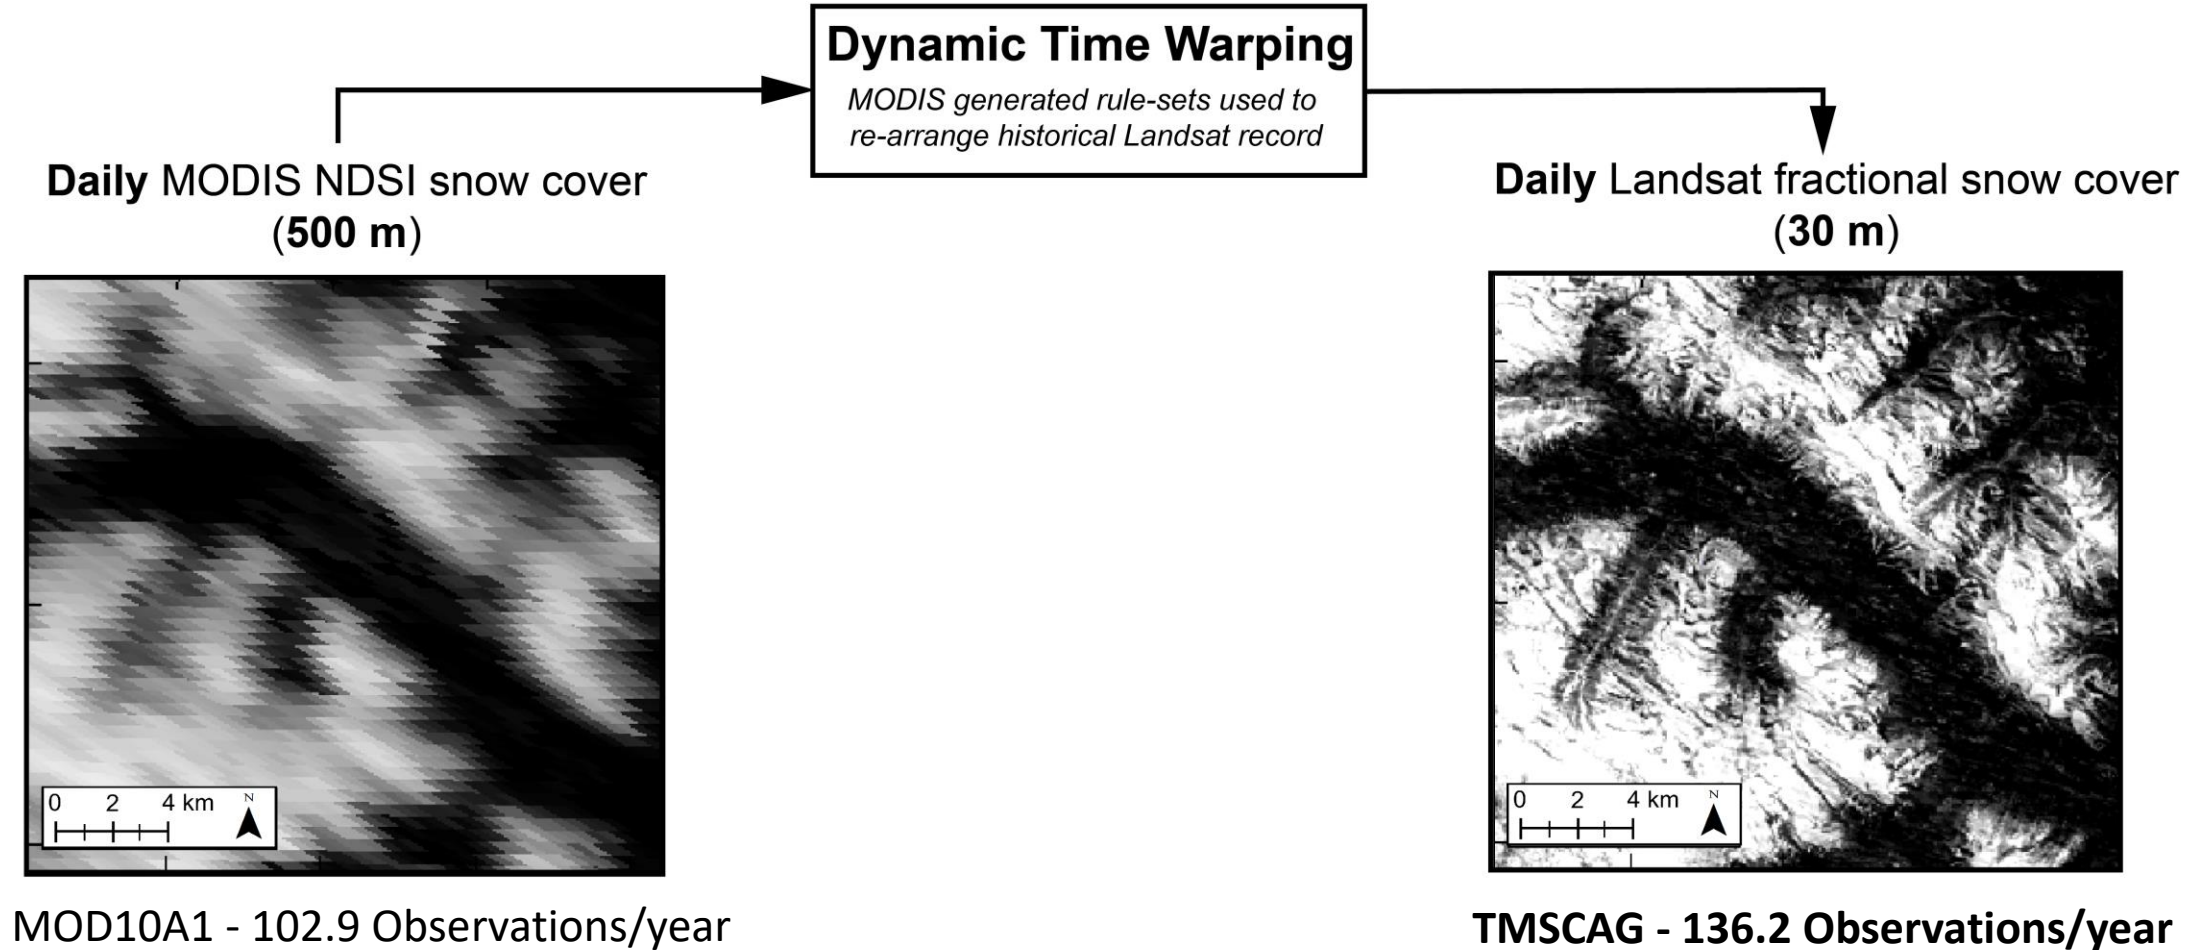 Dynamic Time Warping
MODIS generated rule-sets used to
re-arrange historical Landsat record
Daily MODIS NDSI snow cover
(500 m)
Daily Landsat fractional snow cover
(30 m)
0 2 4 km N
0 2 4 km N
MOD10A1 - 102.9 Observations/year
TMSCAG - 136.2 Observations/year